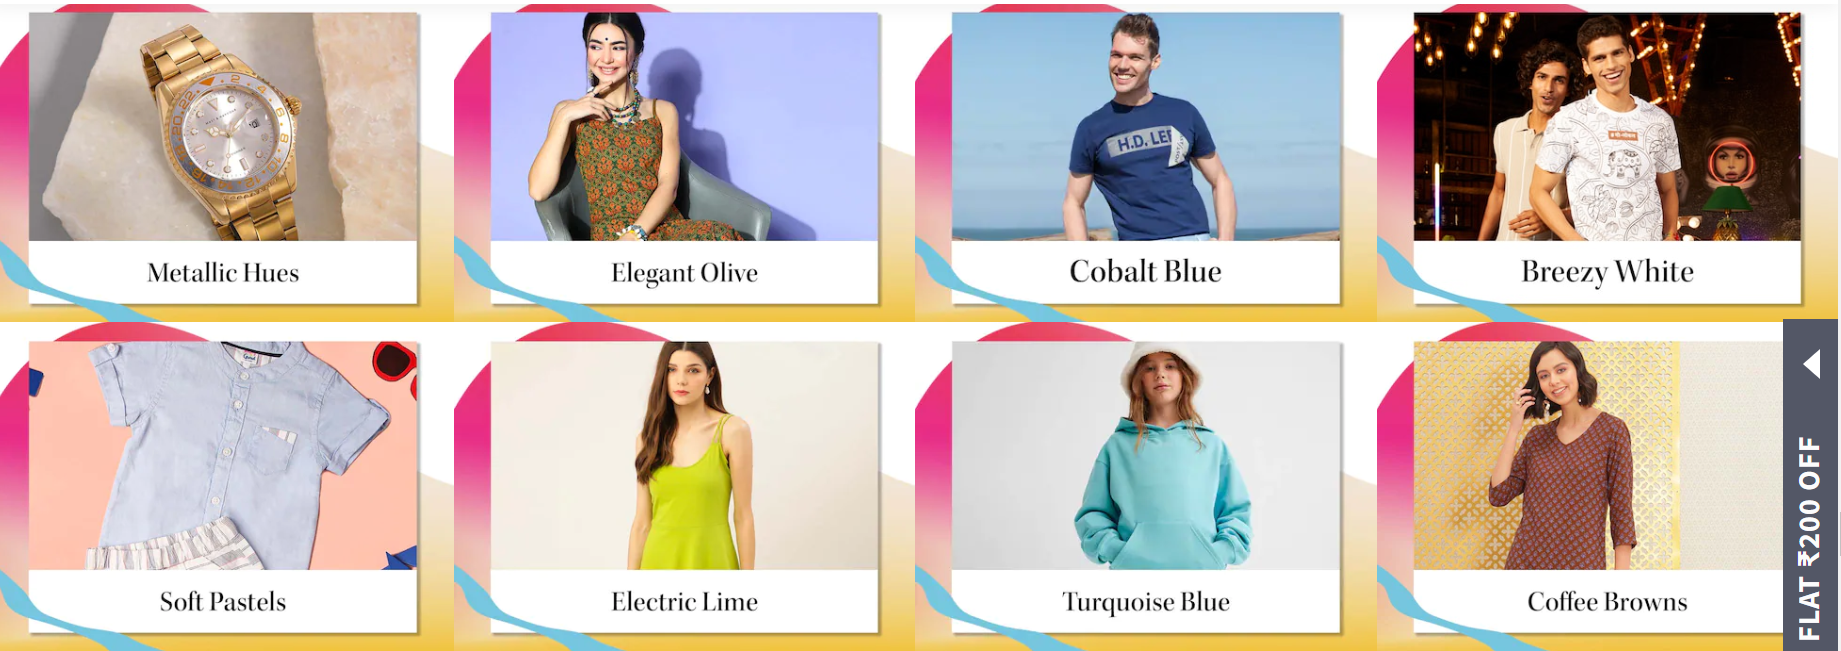 H.D. LEE
Metallic Hues
Elegant Olive
Cobalt Blue
Breezy White
Soft Pastels
Electric Lime
Turquoise Blue
Coffee Browns
FLAT ₹200 OFF